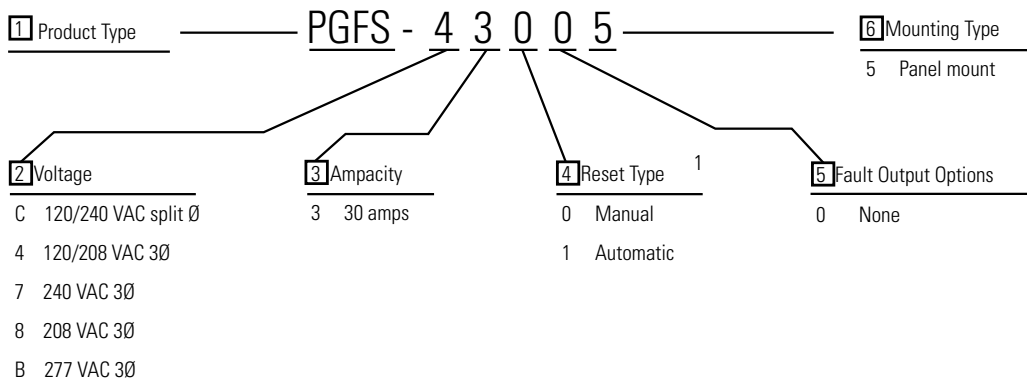 1 Product Type
PGFS - 4 3 0 0 5
6 Mounting Type
5 Panel mount
2 Voltage
C 120/240 VAC split Ø
4 120/208 VAC 3Ø
7 240 VAC 3Ø
8 208 VAC 3Ø
B 277 VAC 3Ø
3 Ampacity
3 30 amps
4 Reset Type 1
0 Manual
1 Automatic
5 Fault Output Options
0 None